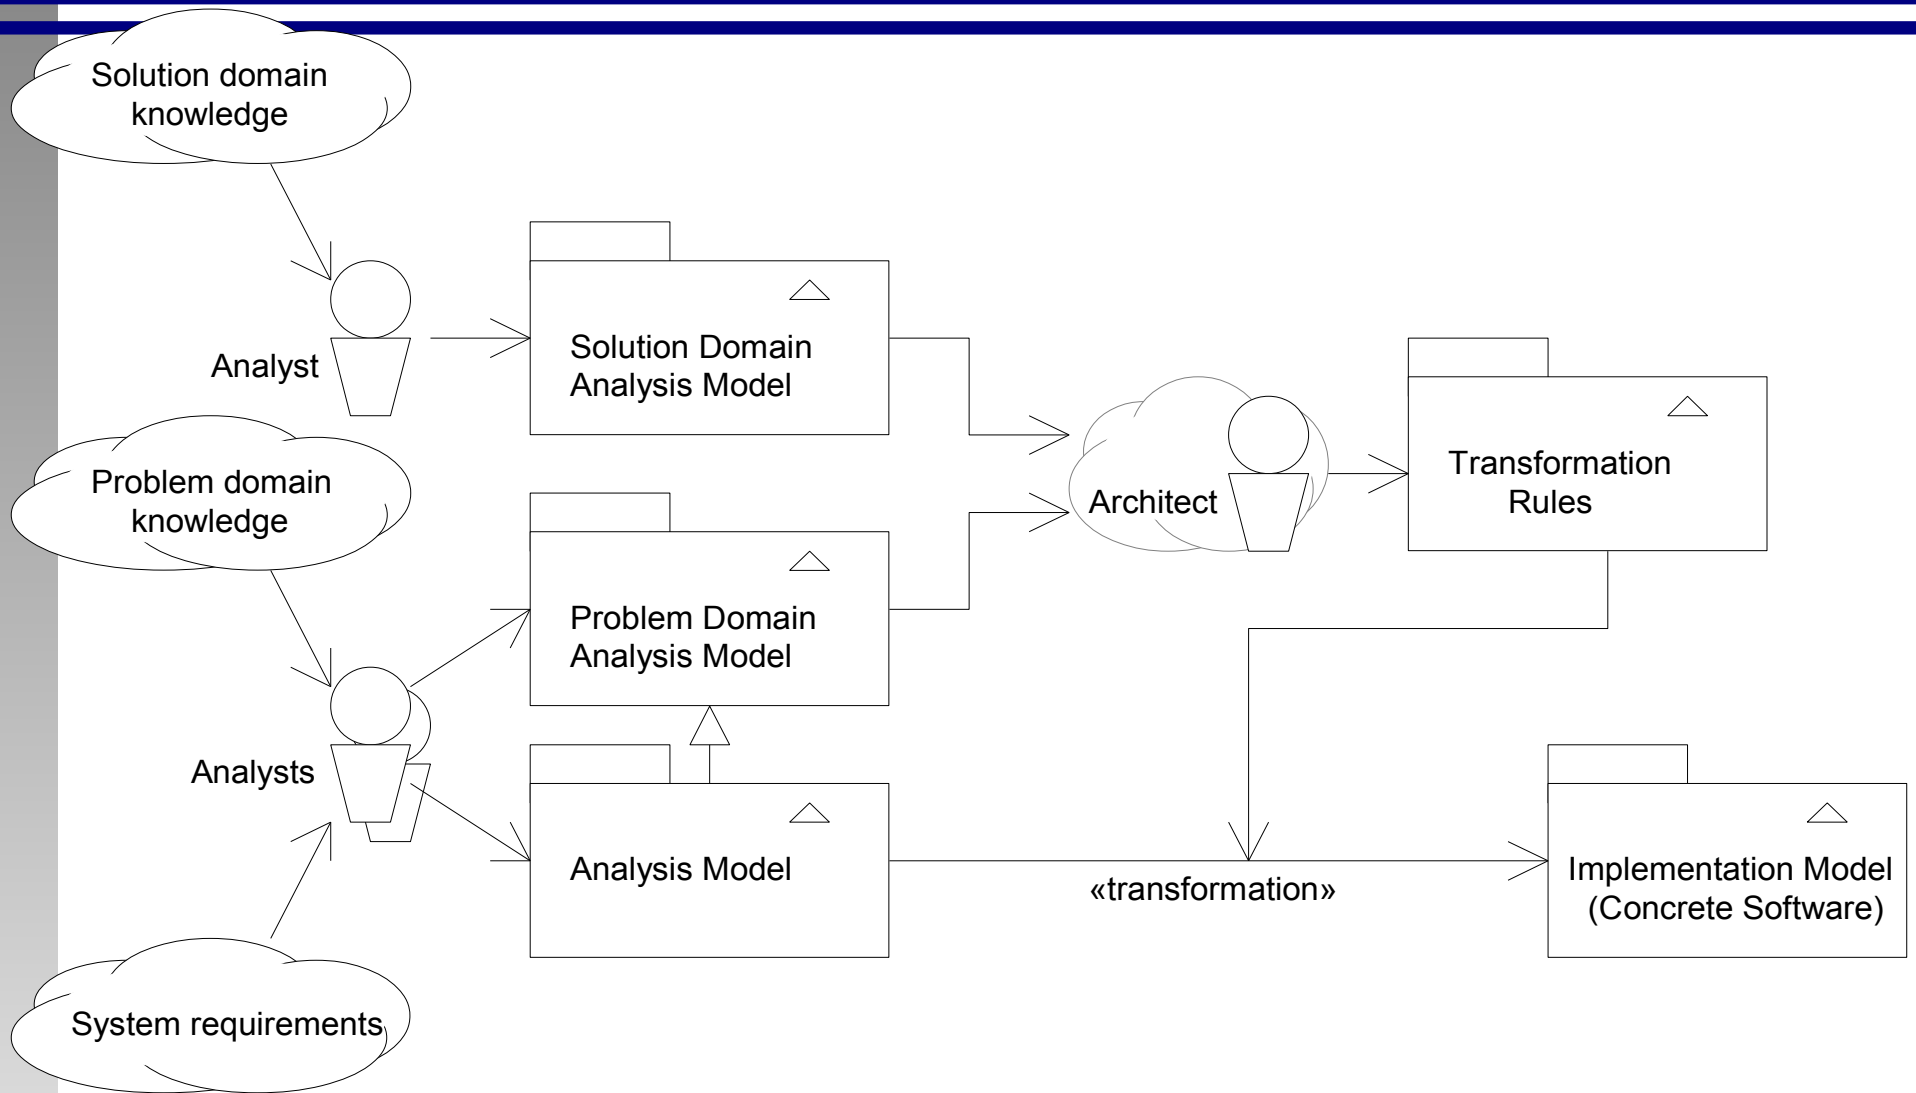 Solution domain
knowledge
Analyst
Solution Domain
Analysis Model
Problem domain
knowledge
Architect
Transformation
Rules
Problem Domain
Analysis Model
Analysts
Analysis Model
«transformation»
Implementation Model
(Concrete Software)
System requirements